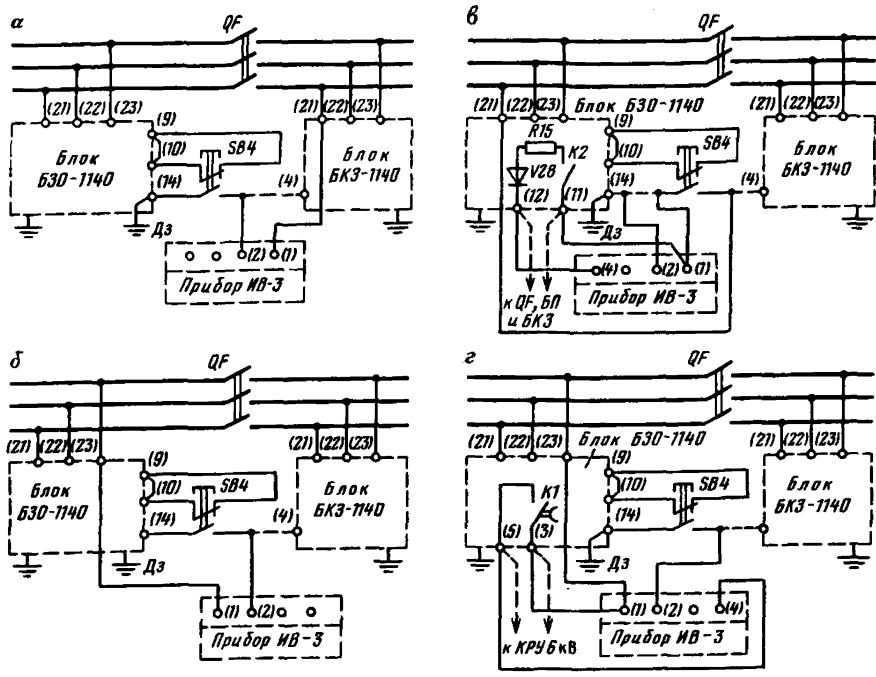 а
QF
(21) (22) (23)
(9)
(21) (22) (23)
Блок БЗО-1140
(10)
SB4
Блок БКЗ-1140
(14)
(4)
Дз
(2) (1)
Прибор ИВ-3
в
QF
(21) (22) (23)
Блок БЗО-1140
(21) (22) (23)
(9)
R15
К2
(10)
SB4
Блок БКЗ-1140
V28
(14)
(4)
(12) (11)
Дз
(4) (2) (1)
к QF, БП и БКЗ
Прибор ИВ-3
б
QF
(21) (22) (23)
(9)
(21) (22) (23)
Блок БЗО-1140
(10)
SB4
Блок БКЗ-1140
(14)
(4)
Дз
(1) (2)
Прибор ИВ-3
г
QF
(21) (22) (23)
Блок БЗО-1140
(21) (22) (23)
(9)
К1
(10)
SB4
Блок БКЗ-1140
(5) (3)
(14)
Дз
(1) (2) (4)
к КРУ 6 кВ
Прибор ИВ-3